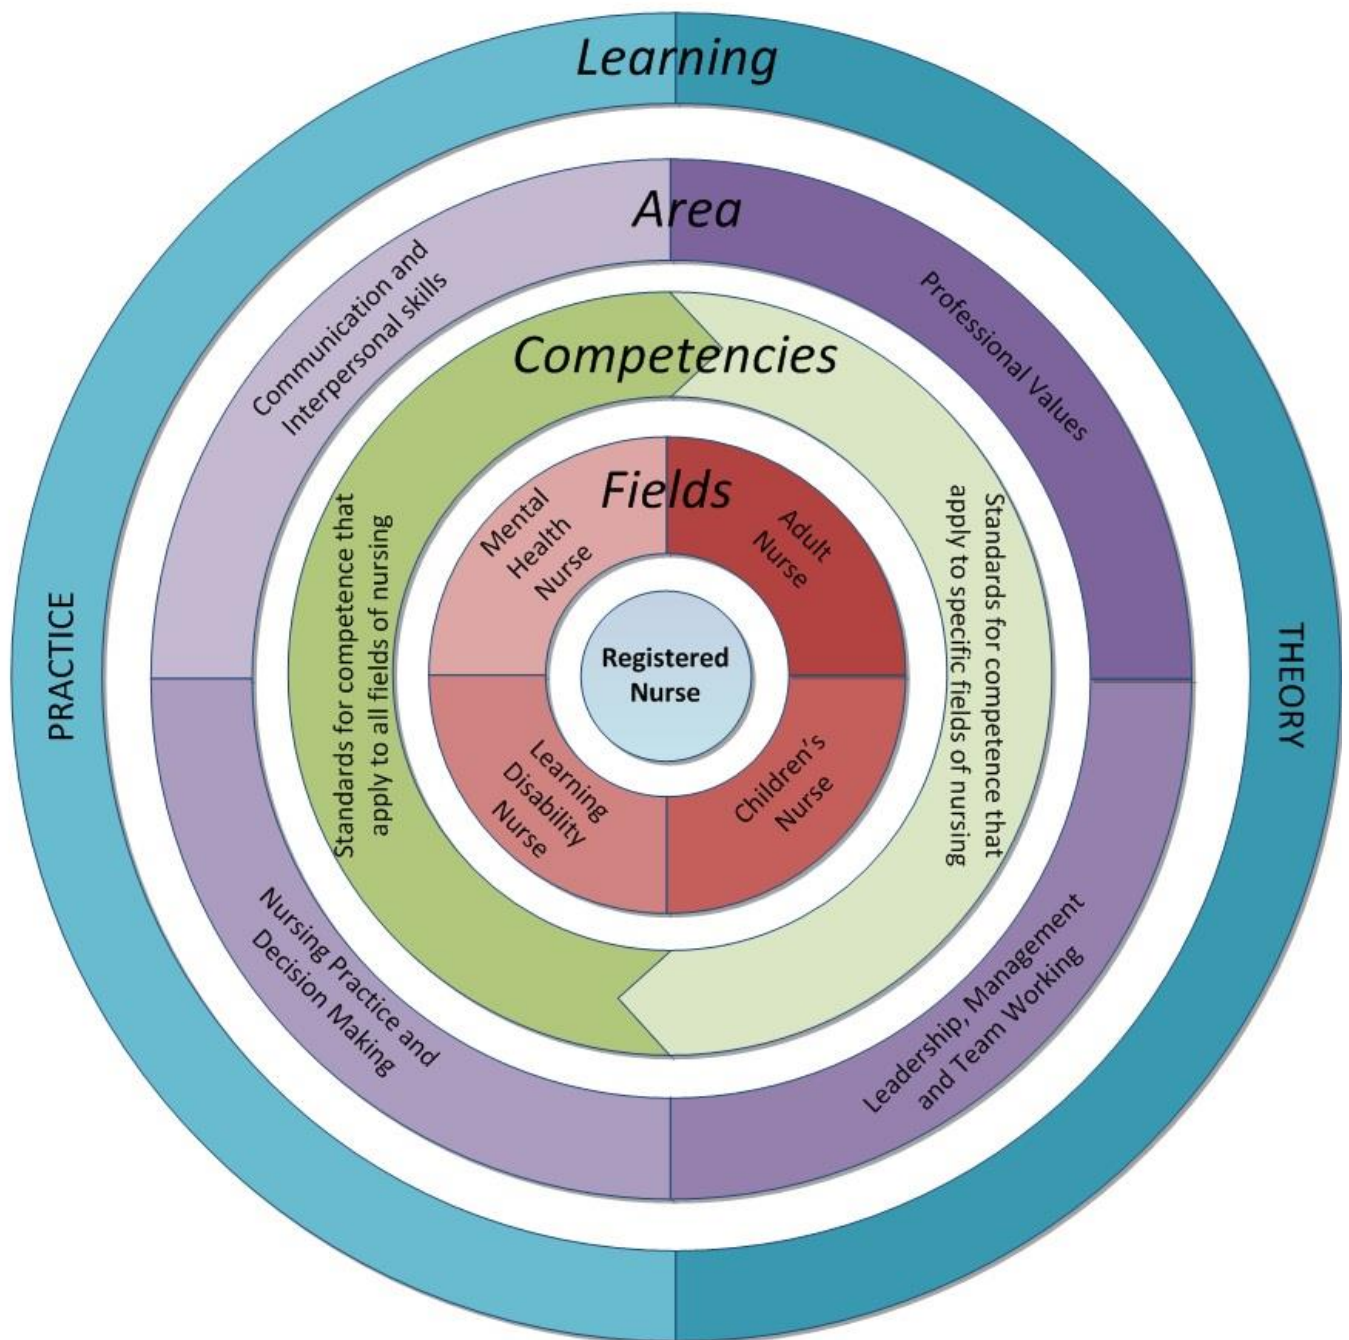 Learning
Area
Communication and
Interpersonal skills
Professional Values
Competencies
Standards for competence that
apply to all fields of nursing
Standards for competence that
apply to specific fields of nursing
Fields
Mental
Health
Nurse
Adult
Nurse
Registered
Nurse
PRACTICE
THEORY
Learning
Disability
Nurse
Children's
Nurse
Nursing Practice and
Decision Making
Leadership, Management
and Team Working